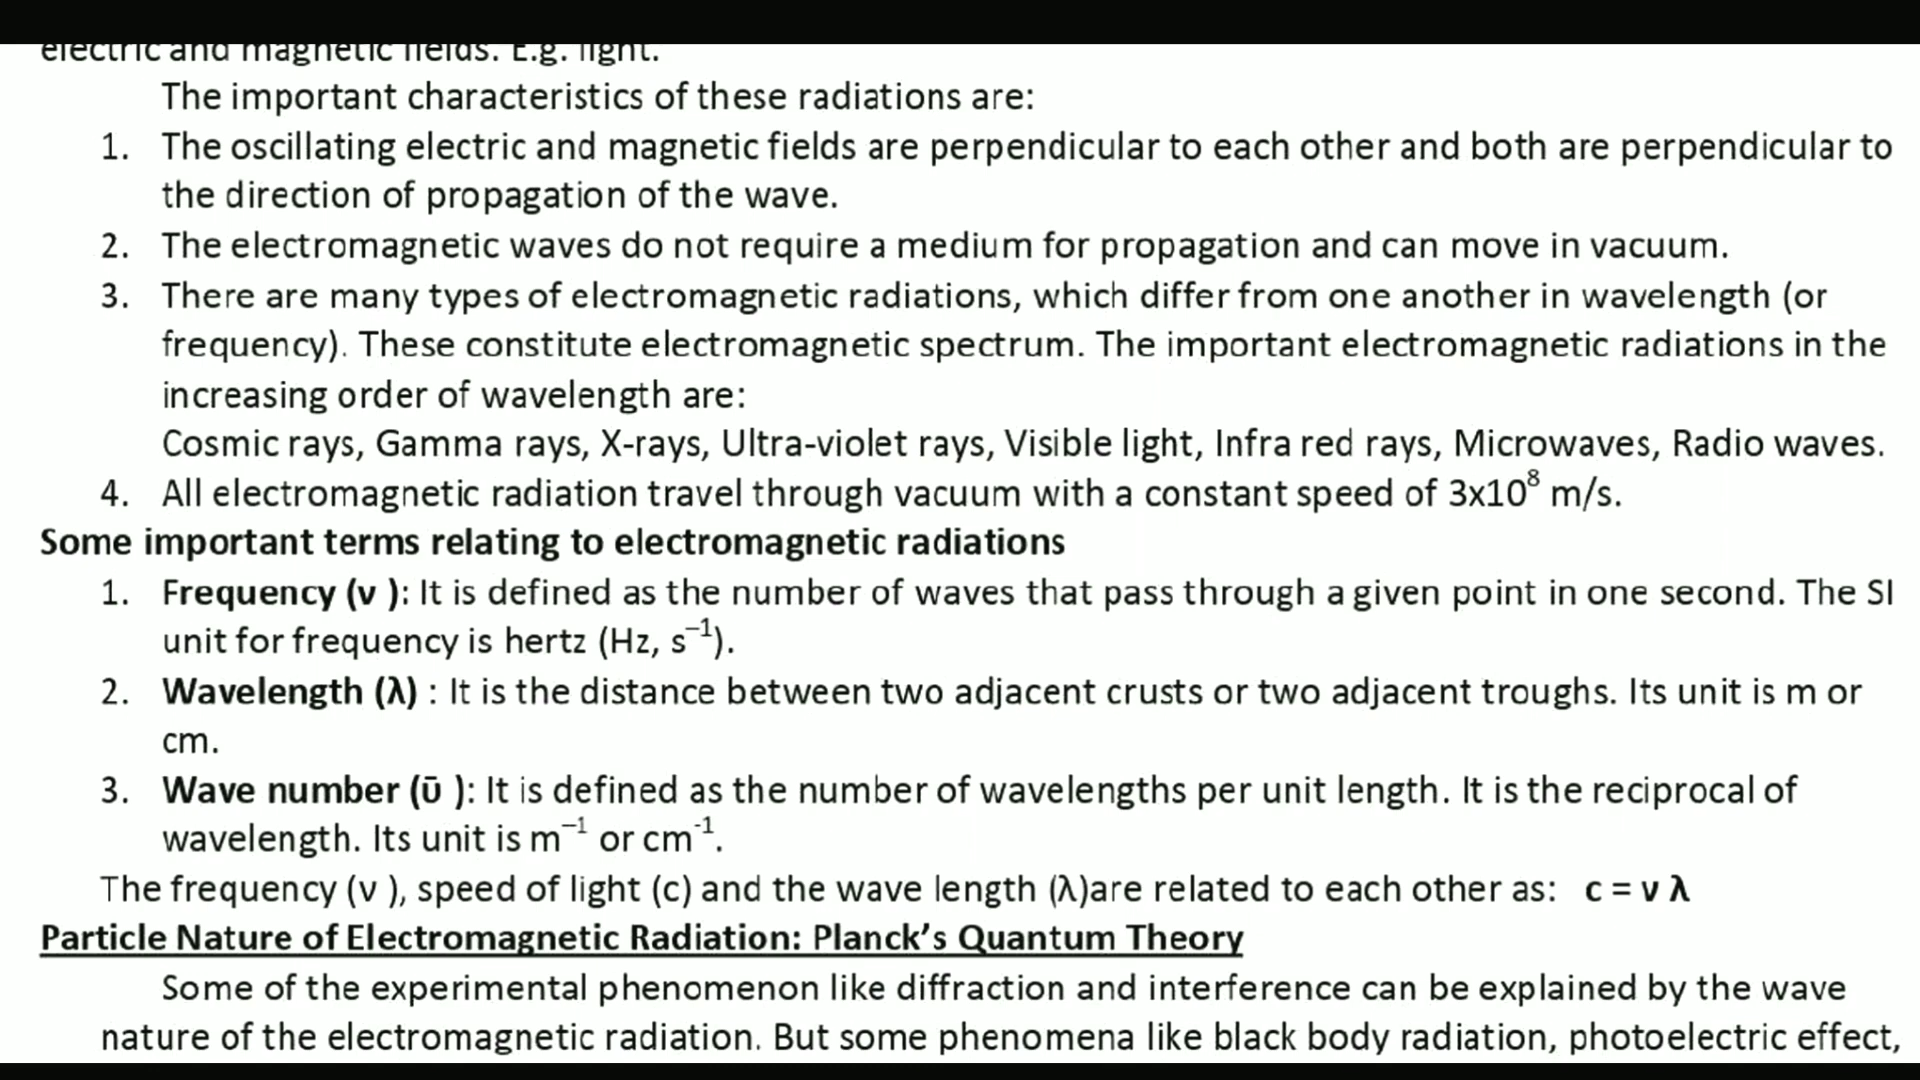 electric and magnetic fields. E.g. light.
The important characteristics of these radiations are:
1. The oscillating electric and magnetic fields are perpendicular to each other and both are perpendicular to
the direction of propagation of the wave.
2. The electromagnetic waves do not require a medium for propagation and can move in vacuum.
3. There are many types of electromagnetic radiations, which differ from one another in wavelength (or
frequency). These constitute electromagnetic spectrum. The important electromagnetic radiations in the
increasing order of wavelength are:
Cosmic rays, Gamma rays, X-rays, Ultra-violet rays, Visible light, Infra red rays, Microwaves, Radio waves.
4. All electromagnetic radiation travel through vacuum with a constant speed of 3x10⁸ m/s.
Some important terms relating to electromagnetic radiations
1. Frequency (ν ): It is defined as the number of waves that pass through a given point in one second. The SI
unit for frequency is hertz (Hz, s⁻¹).
2. Wavelength (λ) : It is the distance between two adjacent crusts or two adjacent troughs. Its unit is m or
cm.
3. Wave number (ῡ ): It is defined as the number of wavelengths per unit length. It is the reciprocal of
wavelength. Its unit is m⁻¹ or cm⁻¹.
The frequency (ν ), speed of light (c) and the wave length (λ)are related to each other as: c = ν λ
Particle Nature of Electromagnetic Radiation: Planck’s Quantum Theory
Some of the experimental phenomenon like diffraction and interference can be explained by the wave
nature of the electromagnetic radiation. But some phenomena like black body radiation, photoelectric effect,